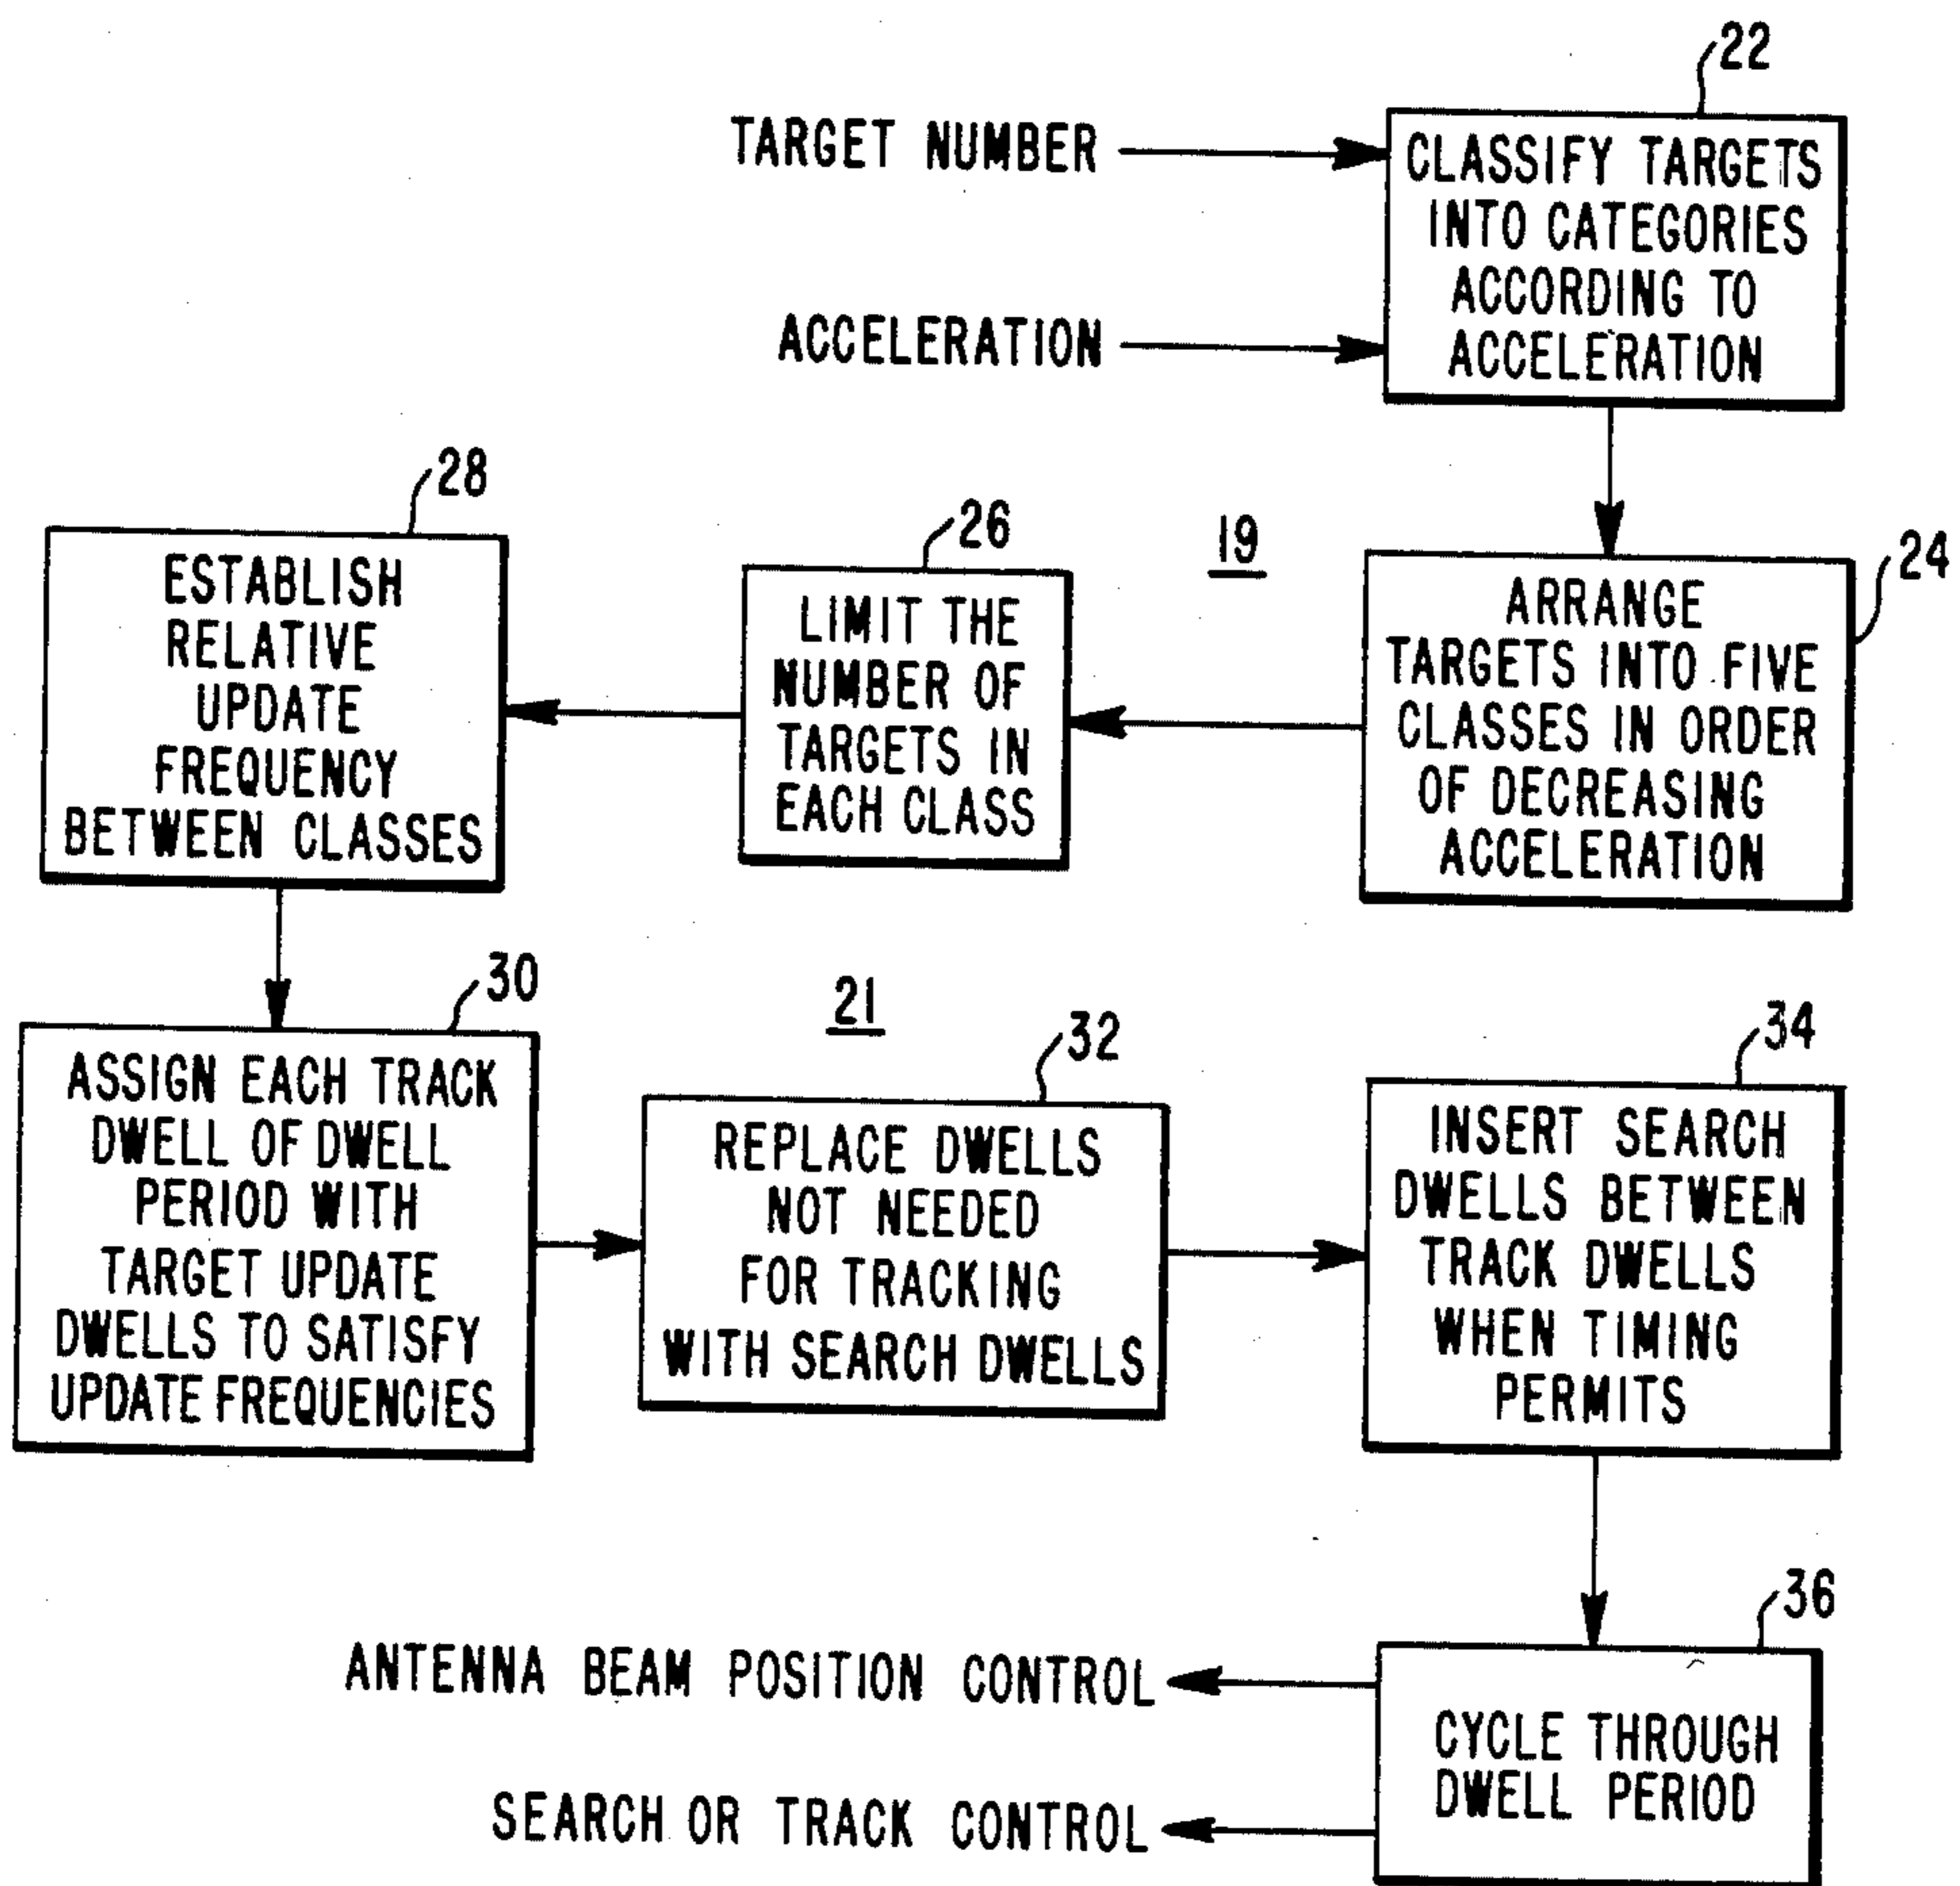 22
TARGET NUMBER
ACCELERATION
CLASSIFY TARGETS
INTO CATEGORIES
ACCORDING TO
ACCELERATION
28
ESTABLISH
RELATIVE
UPDATE
FREQUENCY
BETWEEN CLASSES
26
LIMIT THE
NUMBER OF
TARGETS IN
EACH CLASS
19
24
ARRANGE
TARGETS INTO FIVE
CLASSES IN ORDER
OF DECREASING
ACCELERATION
30
ASSIGN EACH TRACK
DWELL OF DWELL
PERIOD WITH
TARGET UPDATE
DWELLS TO SATISFY
UPDATE FREQUENCIES
21
32
REPLACE DWELLS
NOT NEEDED
FOR TRACKING
WITH SEARCH DWELLS
34
INSERT SEARCH
DWELLS BETWEEN
TRACK DWELLS
WHEN TIMING
PERMITS
36
CYCLE THROUGH
DWELL PERIOD
ANTENNA BEAM POSITION CONTROL
SEARCH OR TRACK CONTROL